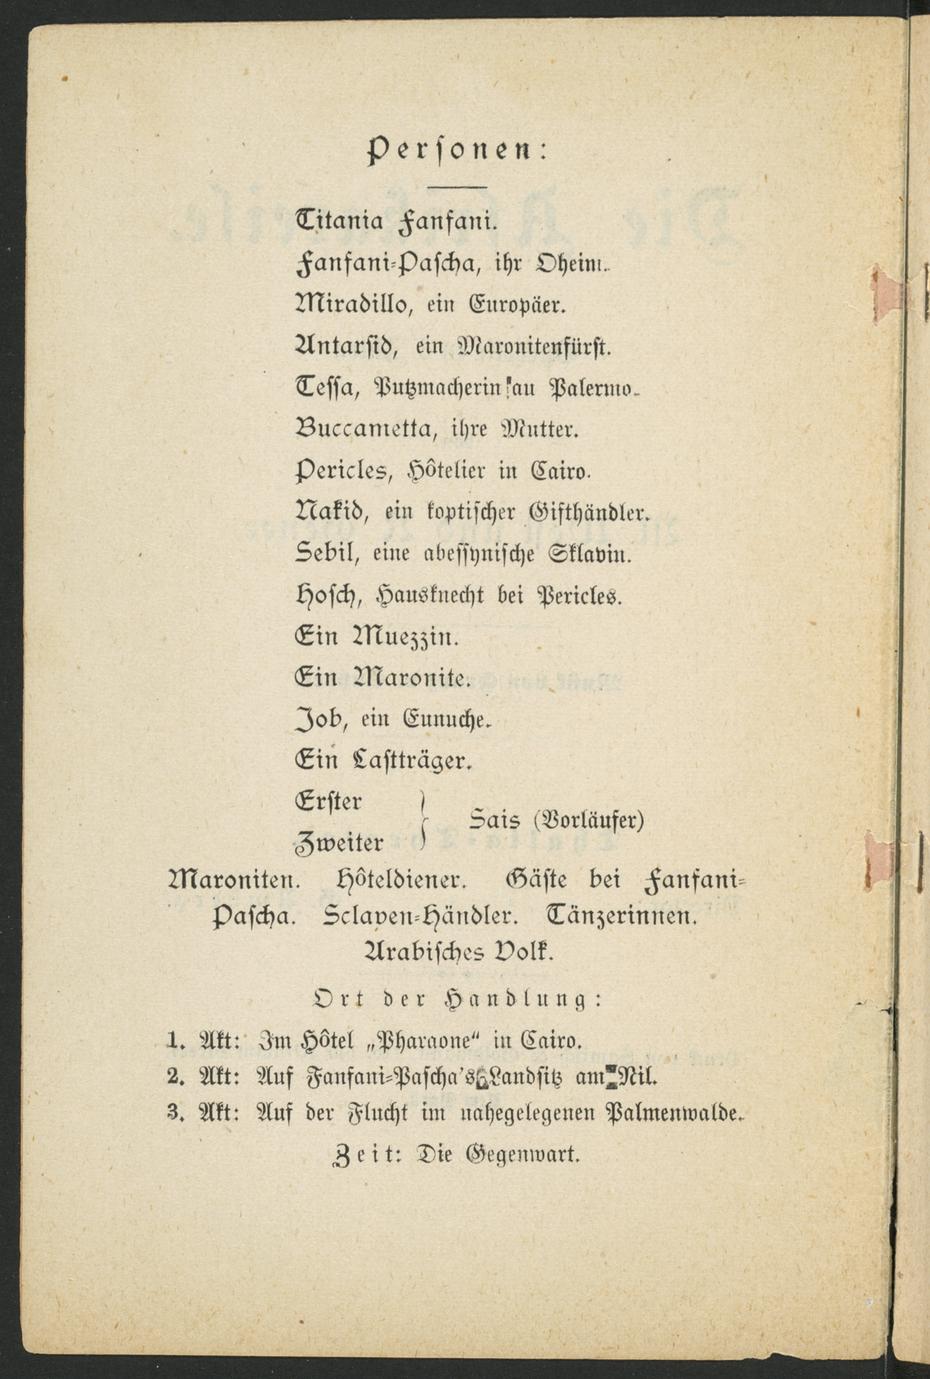 Personen:
Titania Fanfani.
Fanfani-Pascha, ihr Oheim.
Miradillo, ein Europäer.
Antarsid, ein Maronitenfürst.
Tessa, Putzmacherin au Palermo.
Buccametta, ihre Mutter.
Pericles, Hôtelier in Cairo.
Nakid, ein koptischer Gifthändler.
Sebil, eine abessynische Sklavin.
Hosch, Hausknecht bei Pericles.
Ein Muezzin.
Ein Maronite.
Job, ein Eunuche.
Ein Lastträger.
Erster
Sais (Vorläufer)
Zweiter
Maroniten. Hôteldiener. Gäste bei Fanfani-
Pascha. Sclaven-Händler. Tänzerinnen.
Arabisches Volk.
Ort der Handlung:
1. Akt: Im Hôtel „Pharaone“ in Cairo.
2. Akt: Auf Fanfani-Pascha's Landsitz am Nil.
3. Akt: Auf der Flucht im nahegelegenen Palmenwalde.
Zeit: Die Gegenwart.